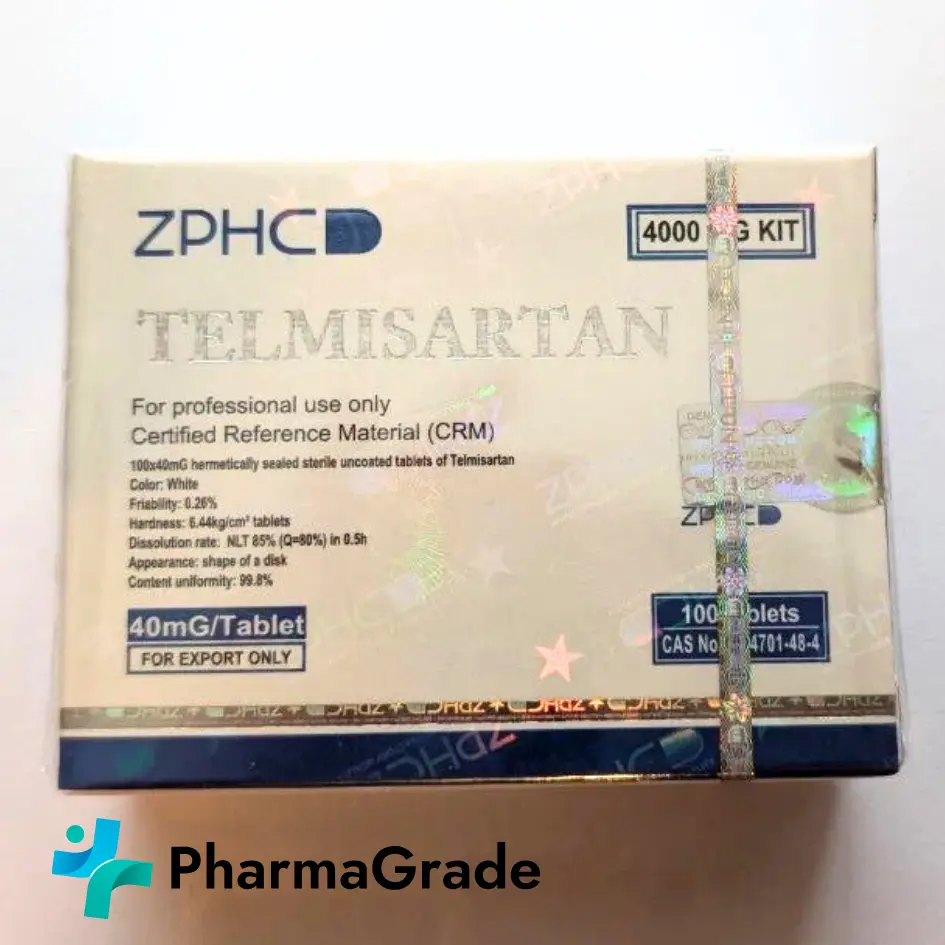 ZPHC
4000 G KIT
TELMISARTAN
For professional use only
Certified Reference Material (CRM)
100x40mG hermetically sealed sterile uncoated tablets of Telmisartan
Color: White
Friability: 0.26%
Hardness: 6.44kg/cm² tablets
Dissolution rate: NLT 85% (Q=80%) in 0.5h
Appearance: shape of a disk
Content uniformity: 99.8%
ZPHC
40mG/Tablet
FOR EXPORT ONLY
100 blets
CAS No 4701-48-4
PharmaGrade